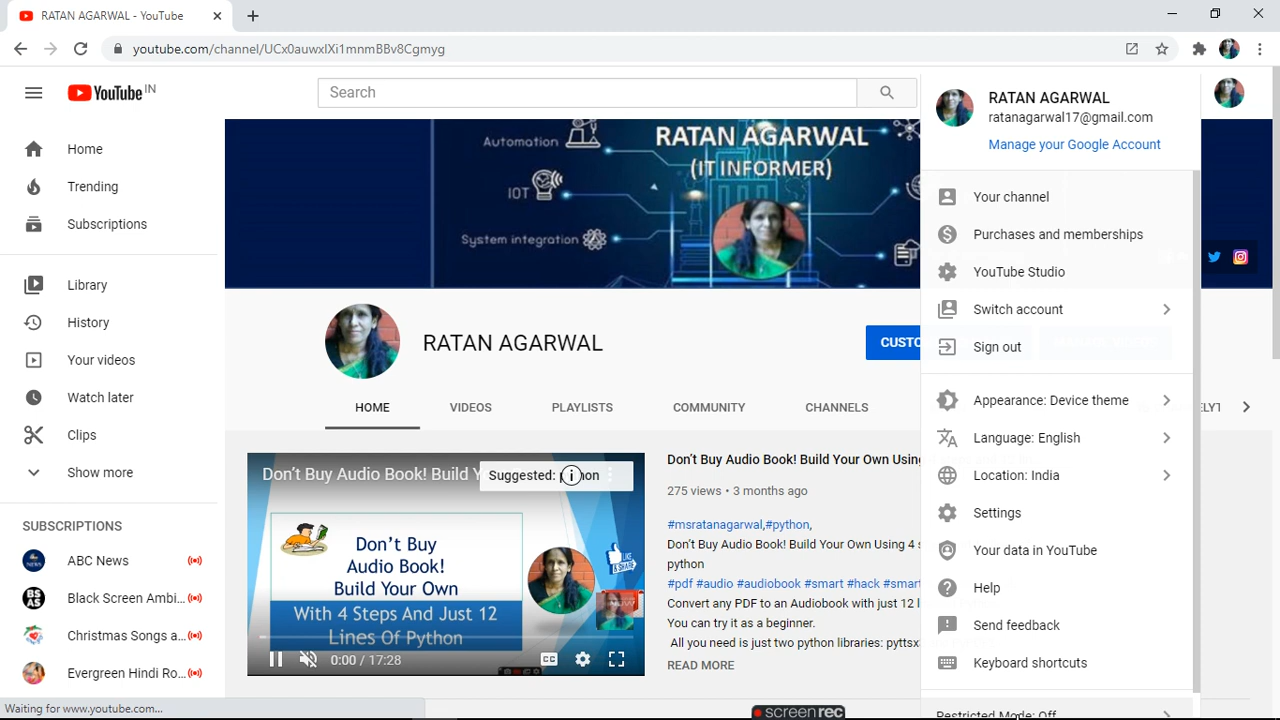 RATAN AGARWAL - YouTube
youtube.com/channel/UCx0auwxIXi1mnmBBv8Cgmyg
YouTube IN
Search
Home
Trending
Subscriptions
Library
History
Your videos
Watch later
Clips
Show more
SUBSCRIPTIONS
ABC News
Black Screen Ambi...
Christmas Songs a...
Evergreen Hindi Ro...
Waiting for www.youtube.com...
Automation
IOT
System integration
RATAN AGARWAL
(IT INFORMER)
RATAN AGARWAL
CUSTO
HOME
VIDEOS
PLAYLISTS
COMMUNITY
CHANNELS
Don't Buy Audio Book! Build Y
Suggested:
Don't Buy
Audio Book!
Build Your Own
With 4 Steps And Just 12
Lines Of Python
LIKE
& SHARE
0:00 / 17:28
CC
Don't Buy Audio Book! Build Your Own Using
275 views • 3 months ago
#msratanagarwal,#python,
Don't Buy Audio Book! Build Your Own Using 4 s
python
#pdf #audio #audiobook #smart #hack #smart
Convert any PDF to an Audiobook with just 12 l
You can try it as a beginner.
All you need is just two python libraries: pyttsx
READ MORE
screenrec
RATAN AGARWAL
ratanagarwal17@gmail.com
Manage your Google Account
Your channel
Purchases and memberships
YouTube Studio
Switch account
Sign out
Appearance: Device theme
Language: English
Location: India
Settings
Your data in YouTube
Help
Send feedback
Keyboard shortcuts
Restricted Mode: Off